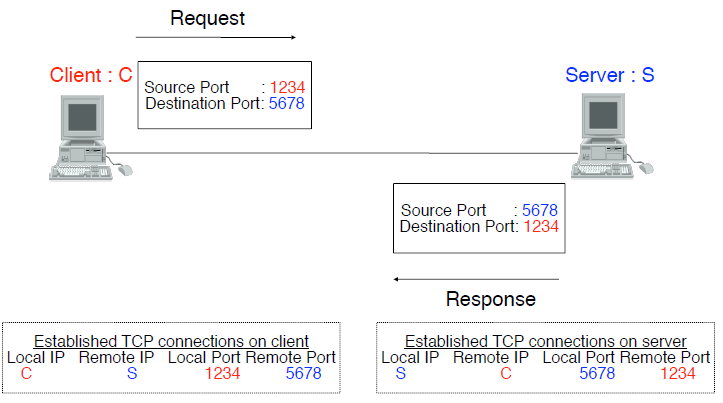 Request
Client : C
Server : S
Source Port : 1234
Destination Port: 5678
Source Port : 5678
Destination Port: 1234
Response
Established TCP connections on client
Local IP Remote IP Local Port Remote Port
C S 1234 5678
Established TCP connections on server
Local IP Remote IP Local Port Remote Port
S C 5678 1234